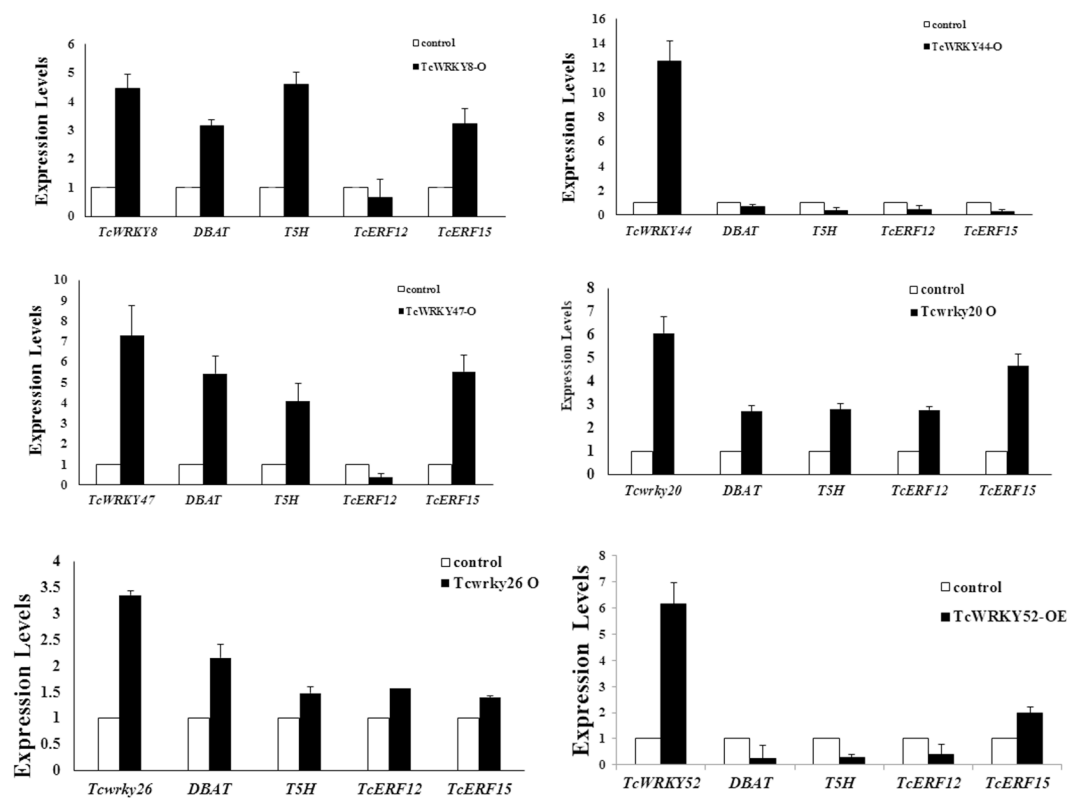 Expression Levels
6
5
4
3
2
1
0
control
TcWRKY8-O
TcWRKY8 DBAT T5H TcERF12 TcERF15
Expression Levels
16
14
12
10
8
6
4
2
0
control
TcWRKY44-O
TcWRKY44 DBAT T5H TcERF12 TcERF15
Expression Levels
10
9
8
7
6
5
4
3
2
1
0
control
TcWRKY47-O
TcWRKY47 DBAT T5H TcERF12 TcERF15
Expression Levels
8
7
6
5
4
3
2
1
0
control
Tcwrky20 O
Tcwrky20 DBAT T5H TcERF12 TcERF15
Expression Levels
4
3.5
3
2.5
2
1.5
1
0.5
0
control
Tcwrky26 O
Tcwrky26 DBAT T5H TcERF12 TcERF15
Expression Levels
8
7
6
5
4
3
2
1
0
control
TcWRKY52-OE
TcWRKY52 DBAT T5H TcERF12 TcERF15